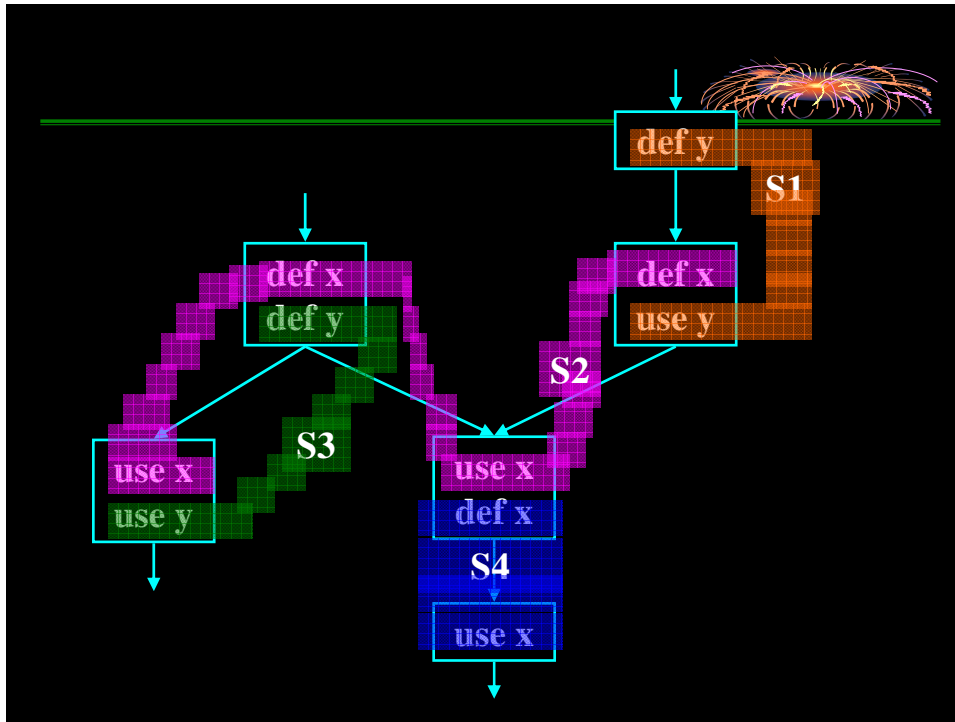 def y
S1
def x
def x
def y
use y
S2
S3
use x
use x
use y
def x
S4
use x